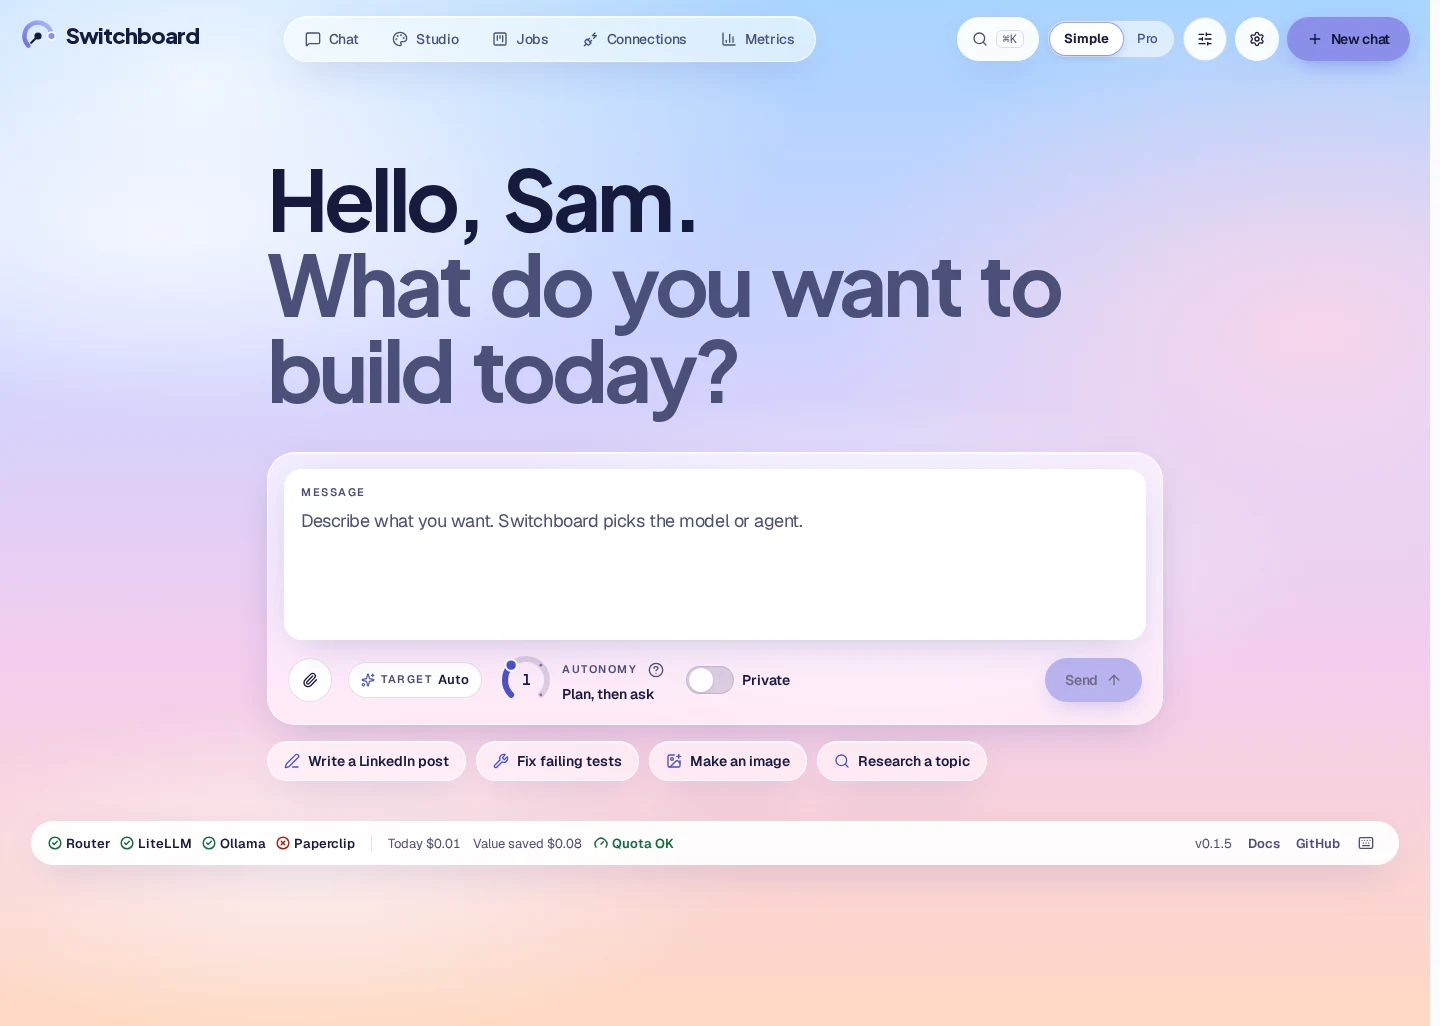 Switchboard
Chat
Studio
Jobs
Connections
Metrics
⌘K
Simple
Pro
New chat
Hello, Sam.
What do you want to
build today?
MESSAGE
Describe what you want. Switchboard picks the model or agent.
TARGET Auto
1
AUTONOMY
Plan, then ask
Private
Send
Write a LinkedIn post
Fix failing tests
Make an image
Research a topic
Router
LiteLLM
Ollama
Paperclip
Today $0.01
Value saved $0.08
Quota OK
v0.1.5
Docs
GitHub